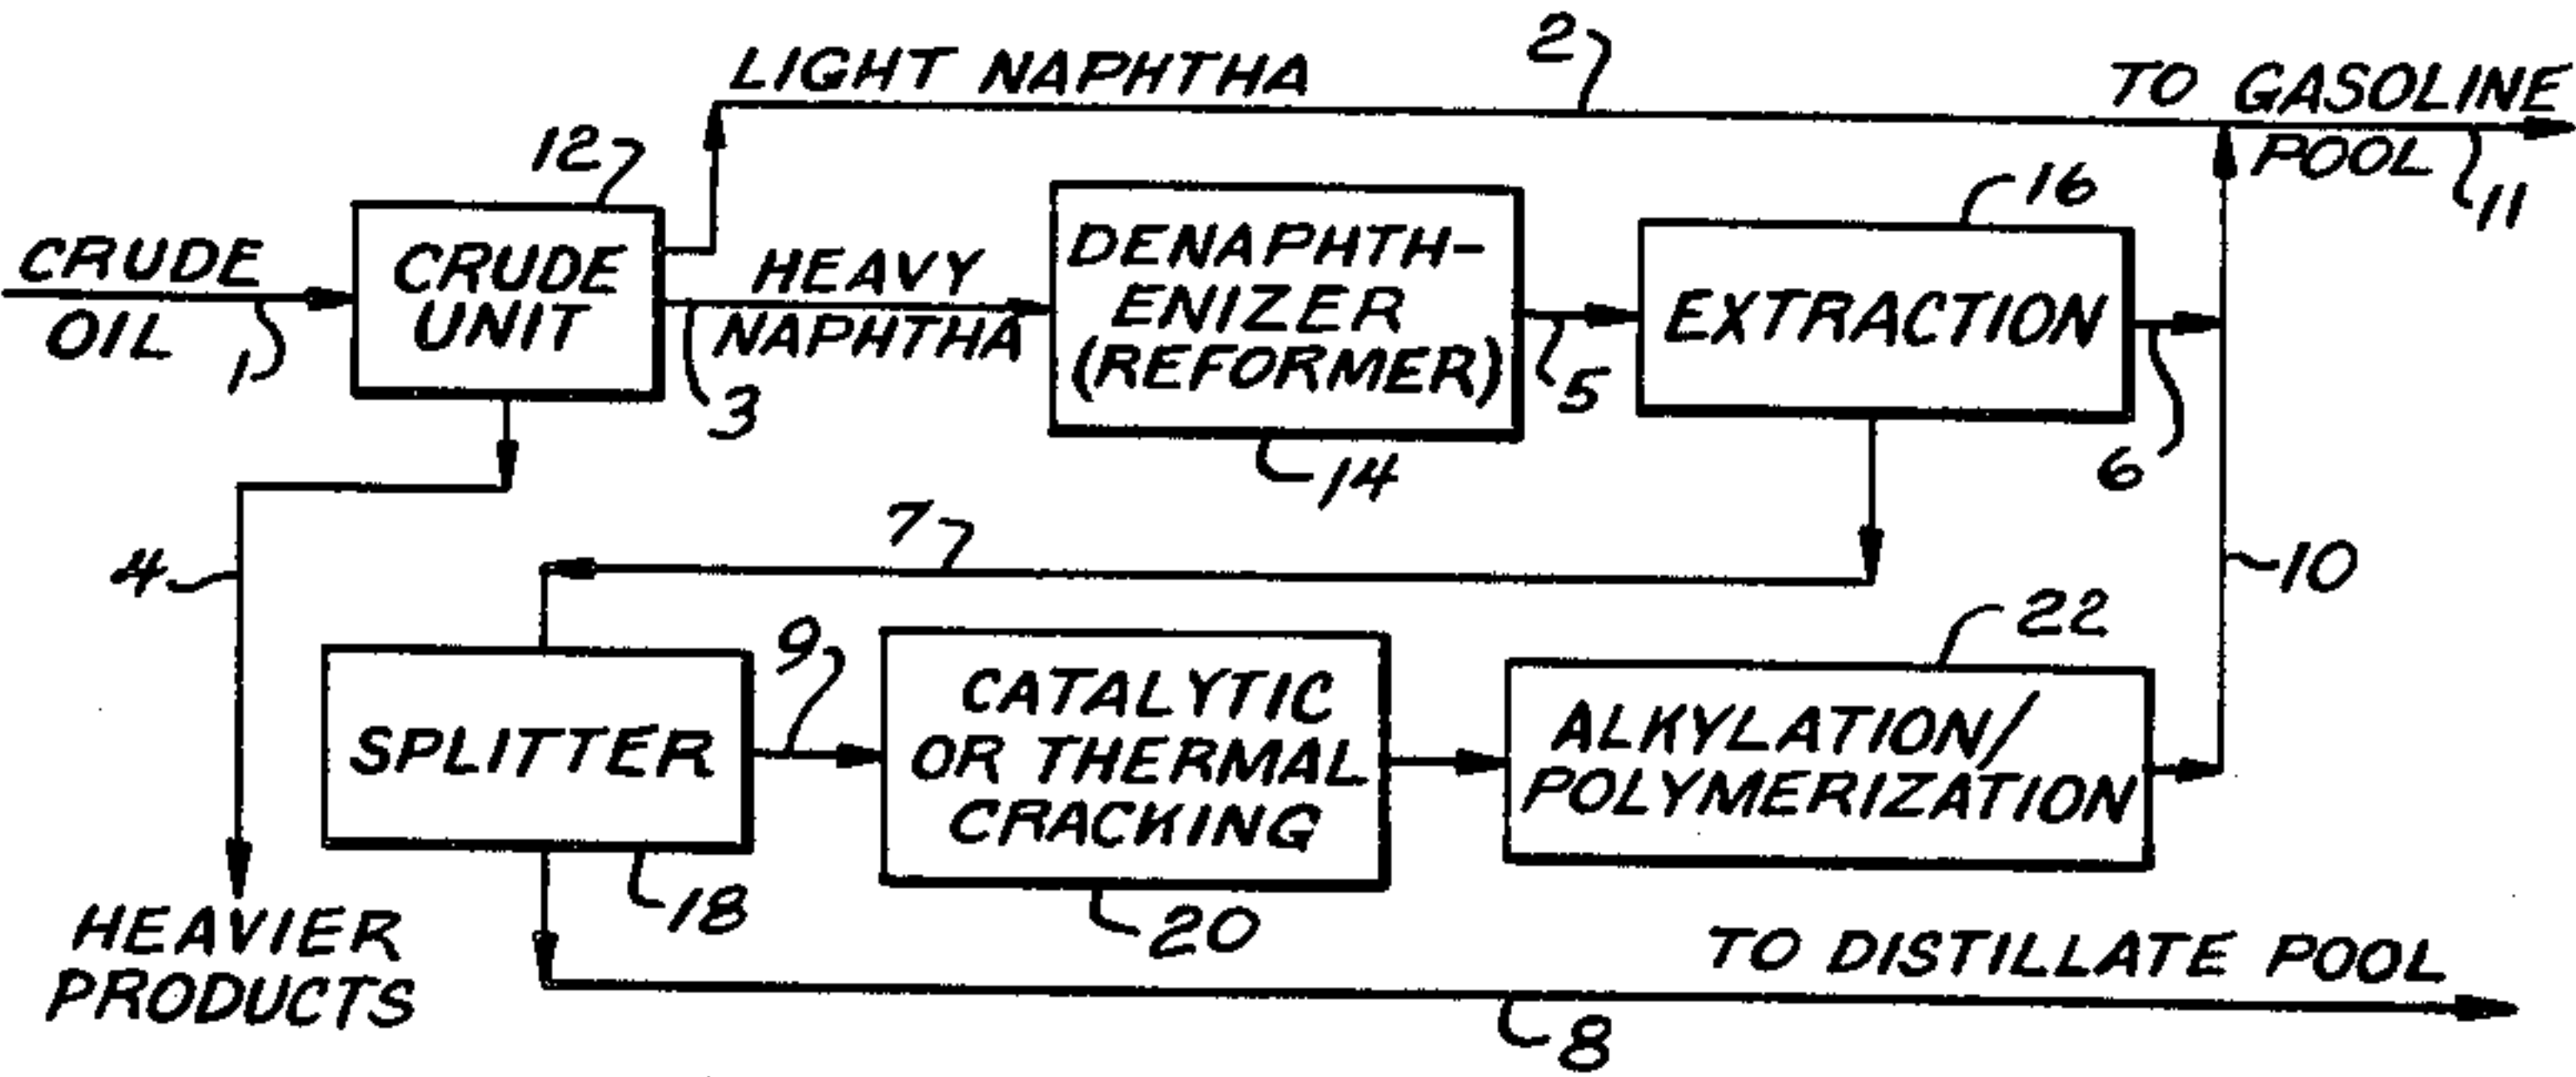 LIGHT NAPHTHA
2
TO GASOLINE
POOL
11
12
16
CRUDE
OIL
1
CRUDE
UNIT
HEAVY
NAPHTHA
3
DENAPHTH-
ENIZER
(REFORMER)
14
5
EXTRACTION
6
4
7
10
22
9
SPLITTER
18
CATALYTIC
OR THERMAL
CRACKING
20
ALKYLATION/
POLYMERIZATION
HEAVIER
PRODUCTS
TO DISTILLATE POOL
8